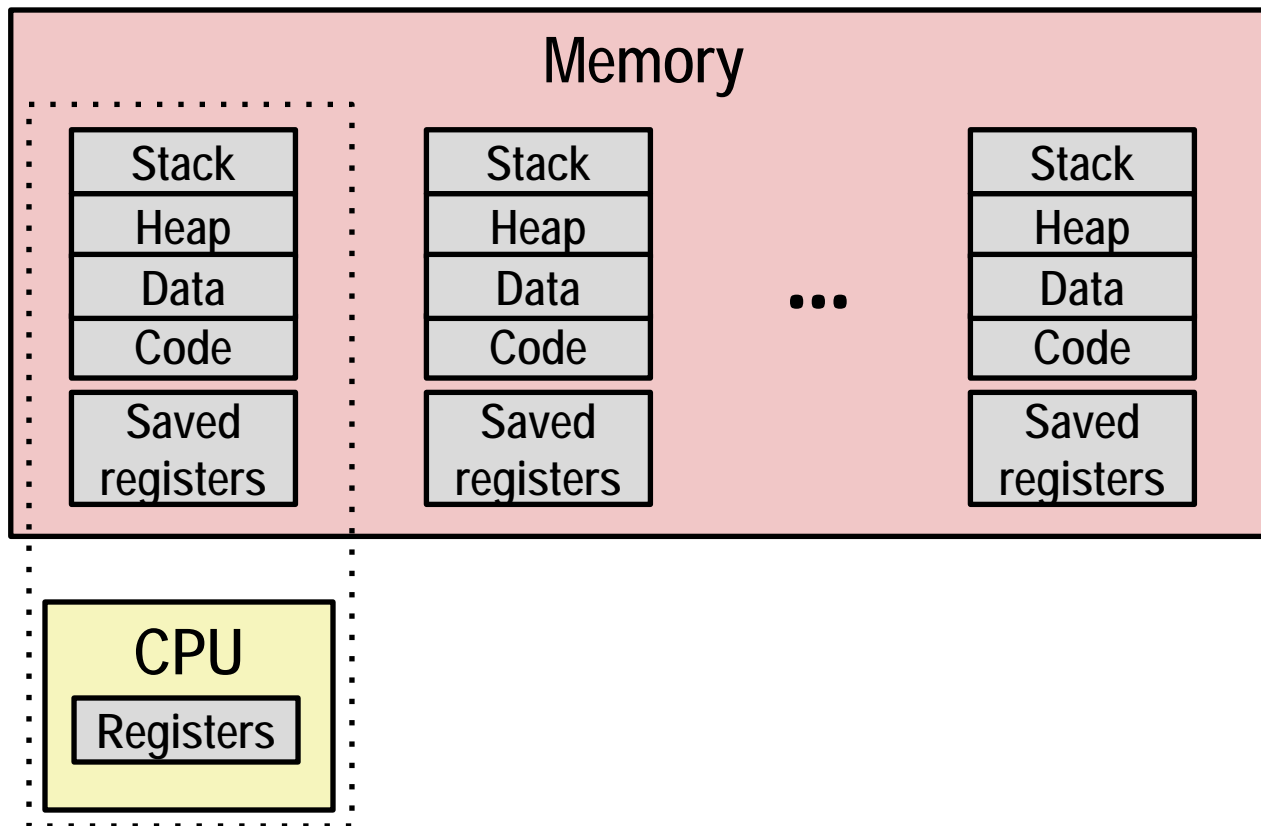 Memory
Stack
Heap
Data
Code
Saved
registers
Stack
Heap
Data
Code
Saved
registers
...
Stack
Heap
Data
Code
Saved
registers
CPU
Registers